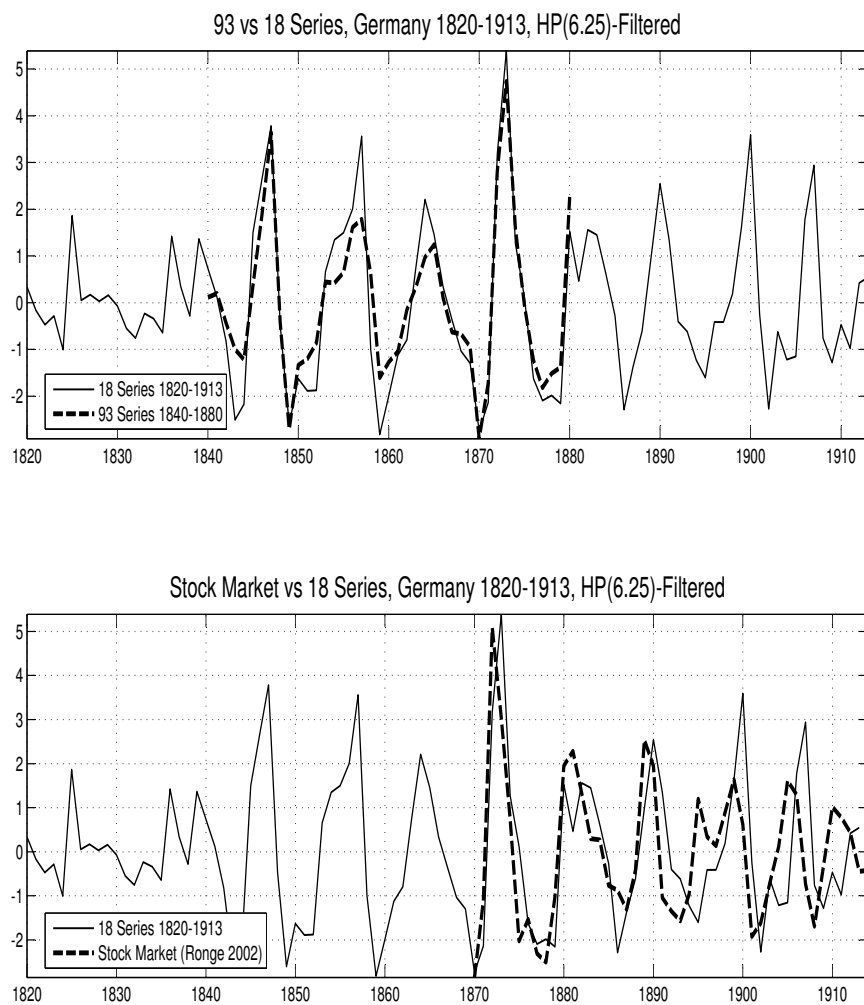 93 vs 18 Series, Germany 1820-1913, HP(6.25)-Filtered
5
4
3
2
1
0
-1
-2
18 Series 1820-1913
93 Series 1840-1880
1820 1830 1840 1850 1860 1870 1880 1890 1900 1910
Stock Market vs 18 Series, Germany 1820-1913, HP(6.25)-Filtered
5
4
3
2
1
0
-1
-2
18 Series 1820-1913
Stock Market (Ronge 2002)
1820 1830 1840 1850 1860 1870 1880 1890 1900 1910